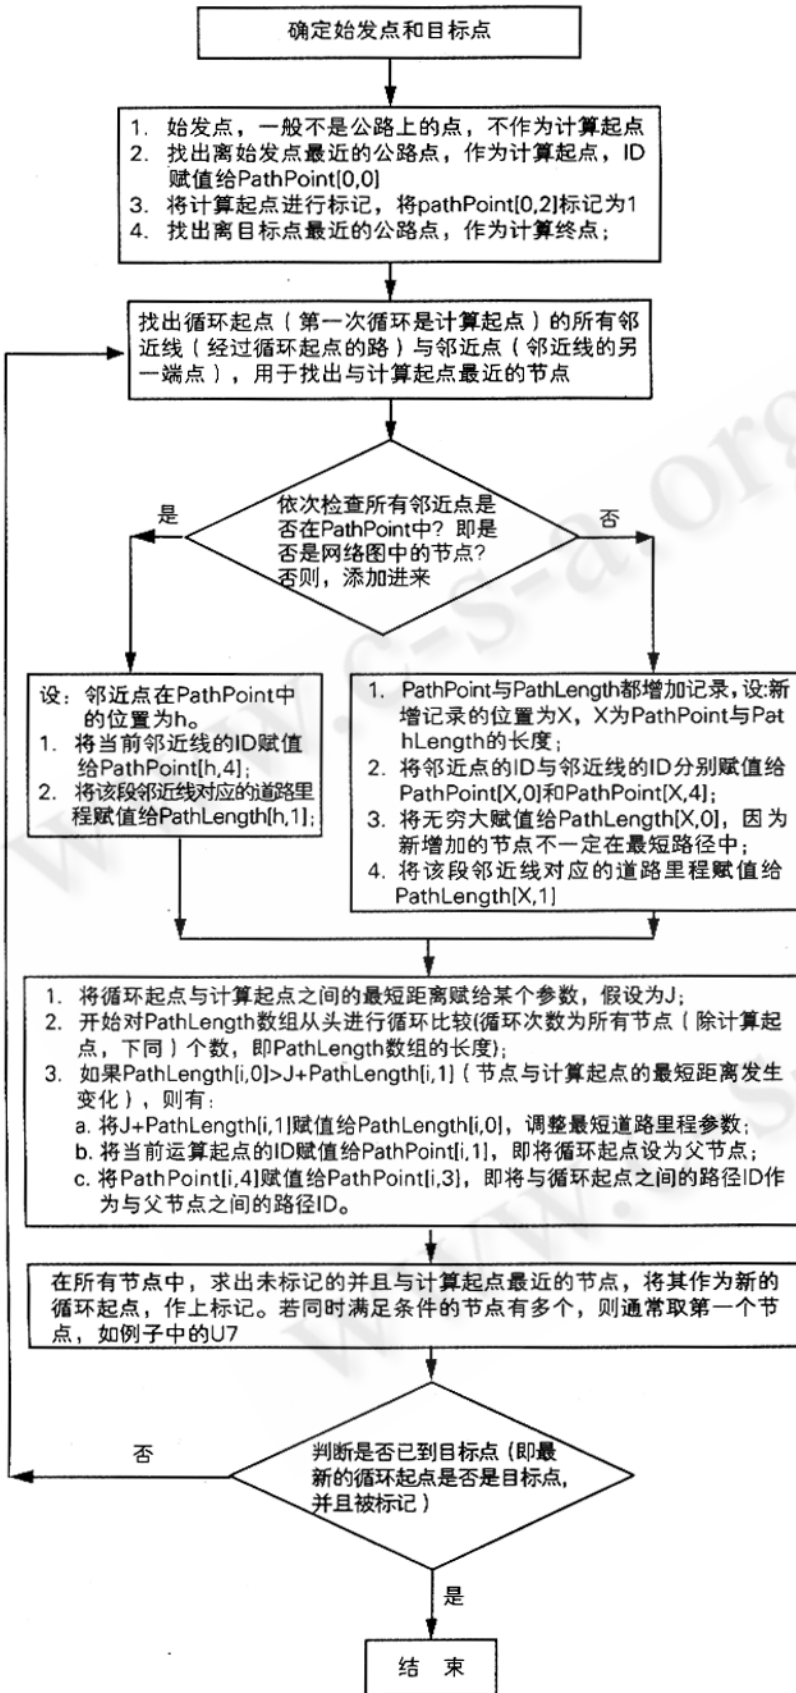 确定始发点和目标点
1. 始发点，一般不是公路上的点，不作为计算起点
2. 找出离始发点最近的公路点，作为计算起点，ID
赋值给PathPoint[0,0]
3. 将计算起点进行标记，将pathPoint[0,2]标记为1
4. 找出离目标点最近的公路点，作为计算终点；
找出循环起点（第一次循环是计算起点）的所有邻
近线（经过循环起点的路）与邻近点（邻近线的另
一端点），用于找出与计算起点最近的节点
依次检查所有邻近点是
否在PathPoint中？即是
否是网络图中的节点？
否则，添加进来
是
否
设：邻近点在PathPoint中
的位置为h。
1. 将当前邻近线的ID赋值
给PathPoint[h,4]；
2. 将该段邻近线对应的道路里
程赋值给PathLength[h,1]；
1. PathPoint与PathLength都增加记录，设:新
增记录的位置为X，X为PathPoint与Pat
hLength的长度；
2. 将邻近点的ID与邻近线的ID分别赋值给
PathPoint[X,0]和PathPoint[X,4]；
3. 将无穷大赋值给PathLength[X,0]，因为
新增加的节点不一定在最短路径中；
4. 将该段邻近线对应的道路里程赋值给
PathLength[X,1]
1. 将循环起点与计算起点之间的最短距离赋给某个参数，假设为J；
2. 开始对PathLength数组从头进行循环比较(循环次数为所有节点（除计算起
点，下同）个数，即PathLength数组的长度)；
3. 如果PathLength[i,0]>J+PathLength[i,1]（节点与计算起点的最短距离发生
变化），则有：
a. 将J+PathLength[i,1]赋值给PathLength[i,0]，调整最短道路里程参数；
b. 将当前运算起点的ID赋值给PathPoint[i,1]，即将循环起点设为父节点；
c. 将PathPoint[i,4]赋值给PathPoint[i,3]，即将与循环起点之间的路径ID作
为与父节点之间的路径ID。
在所有节点中，求出未标记的并且与计算起点最近的节点，将其作为新的
循环起点，作上标记。若同时满足条件的节点有多个，则通常取第一个节
点，如例子中的U7
否
判断是否已到目标点（即最
新的循环起点是否是目标点，
并且被标记）
是
结 束
www.c-s-a.org
www.c-s-